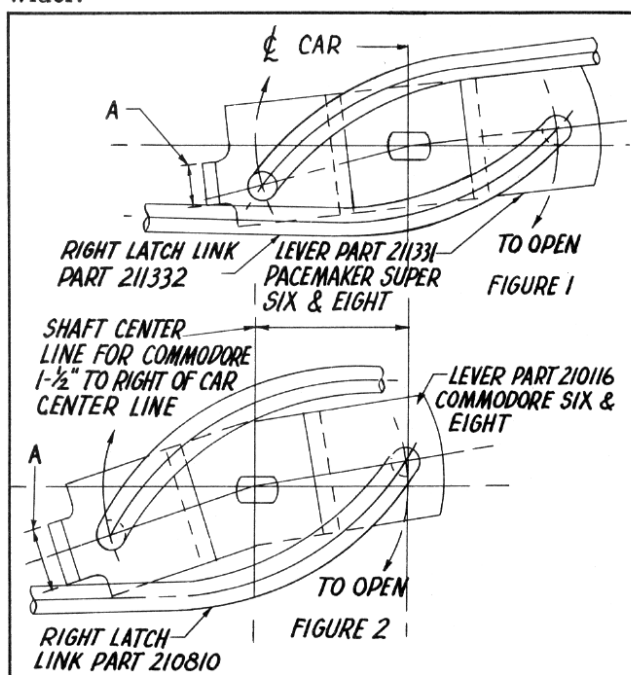 ℄ CAR
A
RIGHT LATCH LINK
PART 211332
LEVER PART 211331
PACEMAKER SUPER
SIX & EIGHT
TO OPEN
FIGURE 1
SHAFT CENTER
LINE FOR COMMODORE
1-½" TO RIGHT OF CAR
CENTER LINE
LEVER PART 210116
COMMODORE SIX &
EIGHT
A
TO OPEN
FIGURE 2
RIGHT LATCH
LINK PART 210810